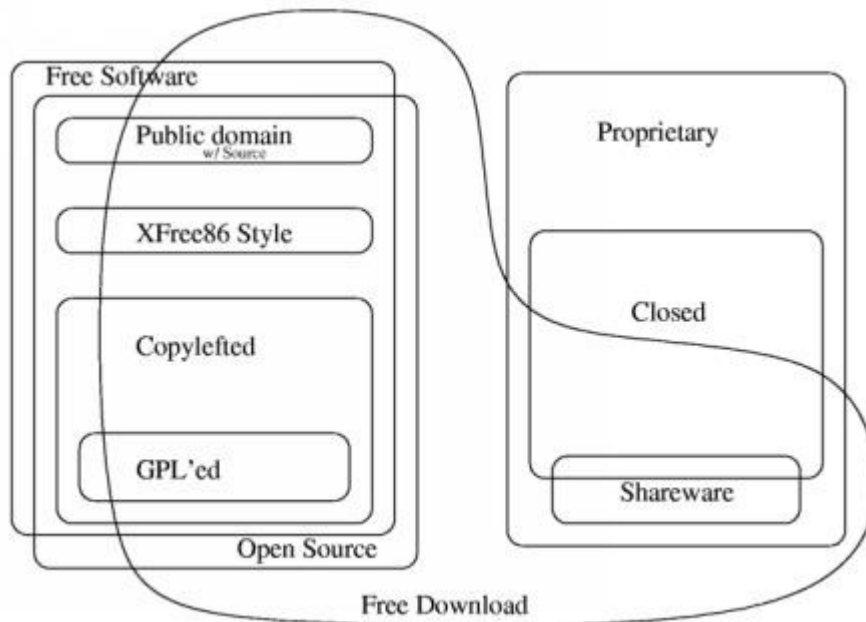 Free Software
Public domain
w/ Source
XFree86 Style
Copylefted
GPL'ed
Open Source
Proprietary
Closed
Shareware
Free Download